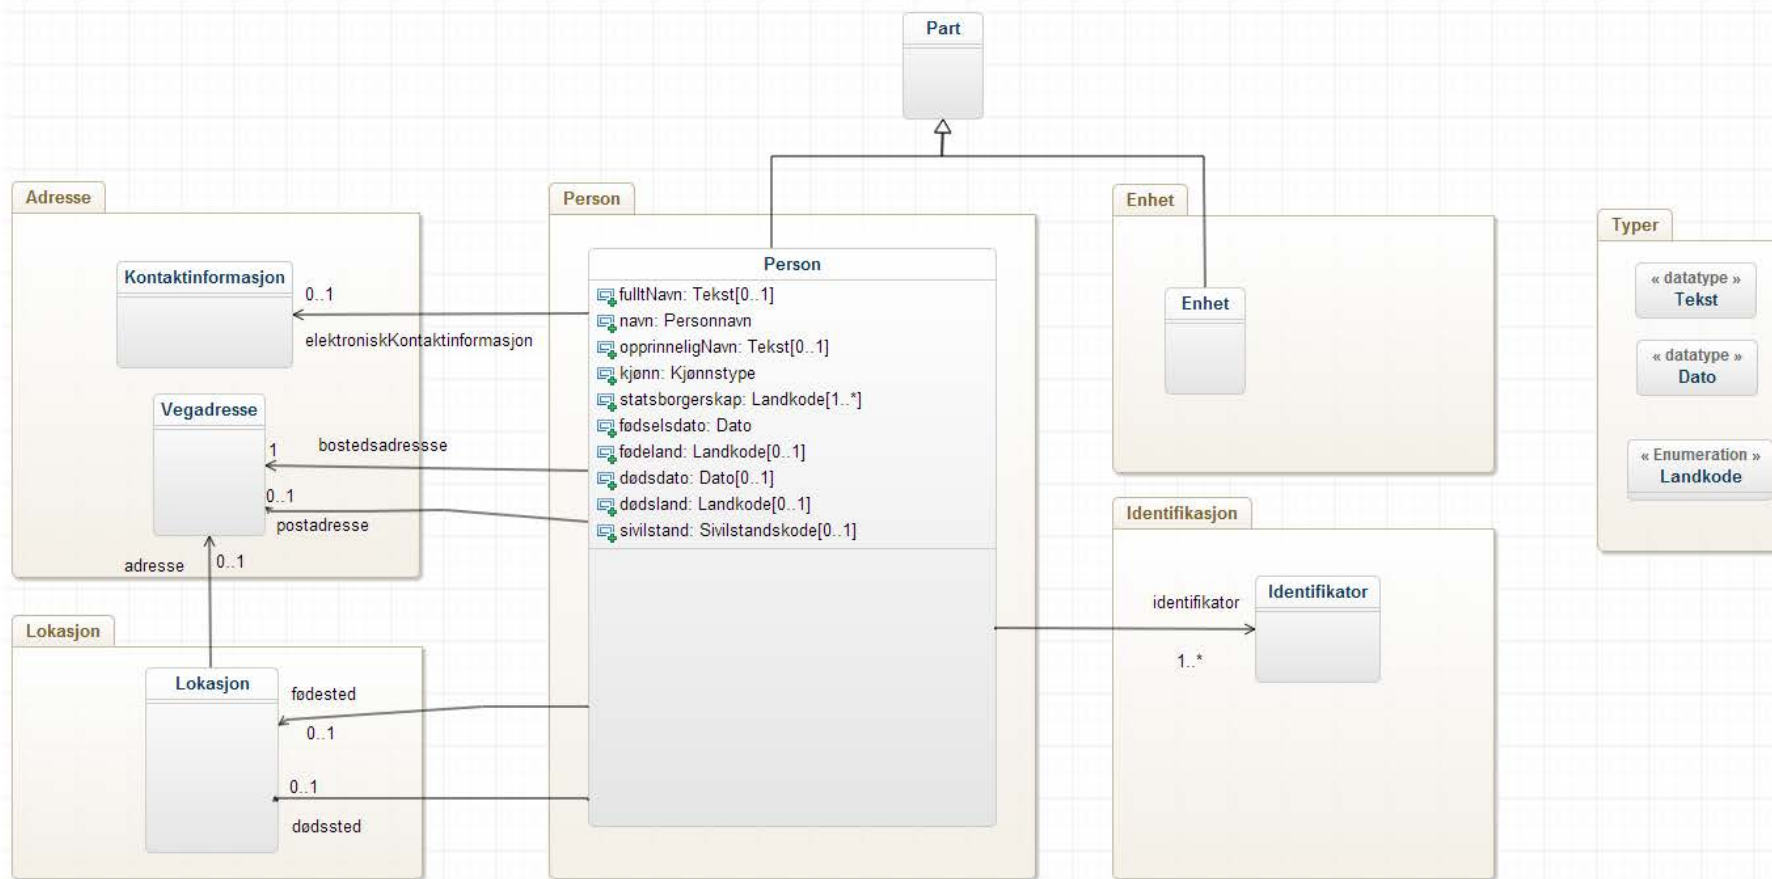 Part
Adresse
Kontaktinformasjon
0..1
elektroniskKontaktinformasjon
Vegadresse
1
bostedsadressse
0..1
postadresse
adresse
0..1
Lokasjon
Lokasjon
fødested
0..1
0..1
dødssted
Person
Person
fulltNavn: Tekst[0..1]
navn: Personnavn
opprinneligNavn: Tekst[0..1]
kjønn: Kjønnstype
statsborgerskap: Landkode[1..*]
fødselsdato: Dato
fødeland: Landkode[0..1]
dødsdato: Dato[0..1]
dødsland: Landkode[0..1]
sivilstand: Sivilstandskode[0..1]
Enhet
Enhet
Identifikasjon
identifikator
Identifikator
1..*
Typer
« datatype »
Tekst
« datatype »
Dato
« Enumeration »
Landkode